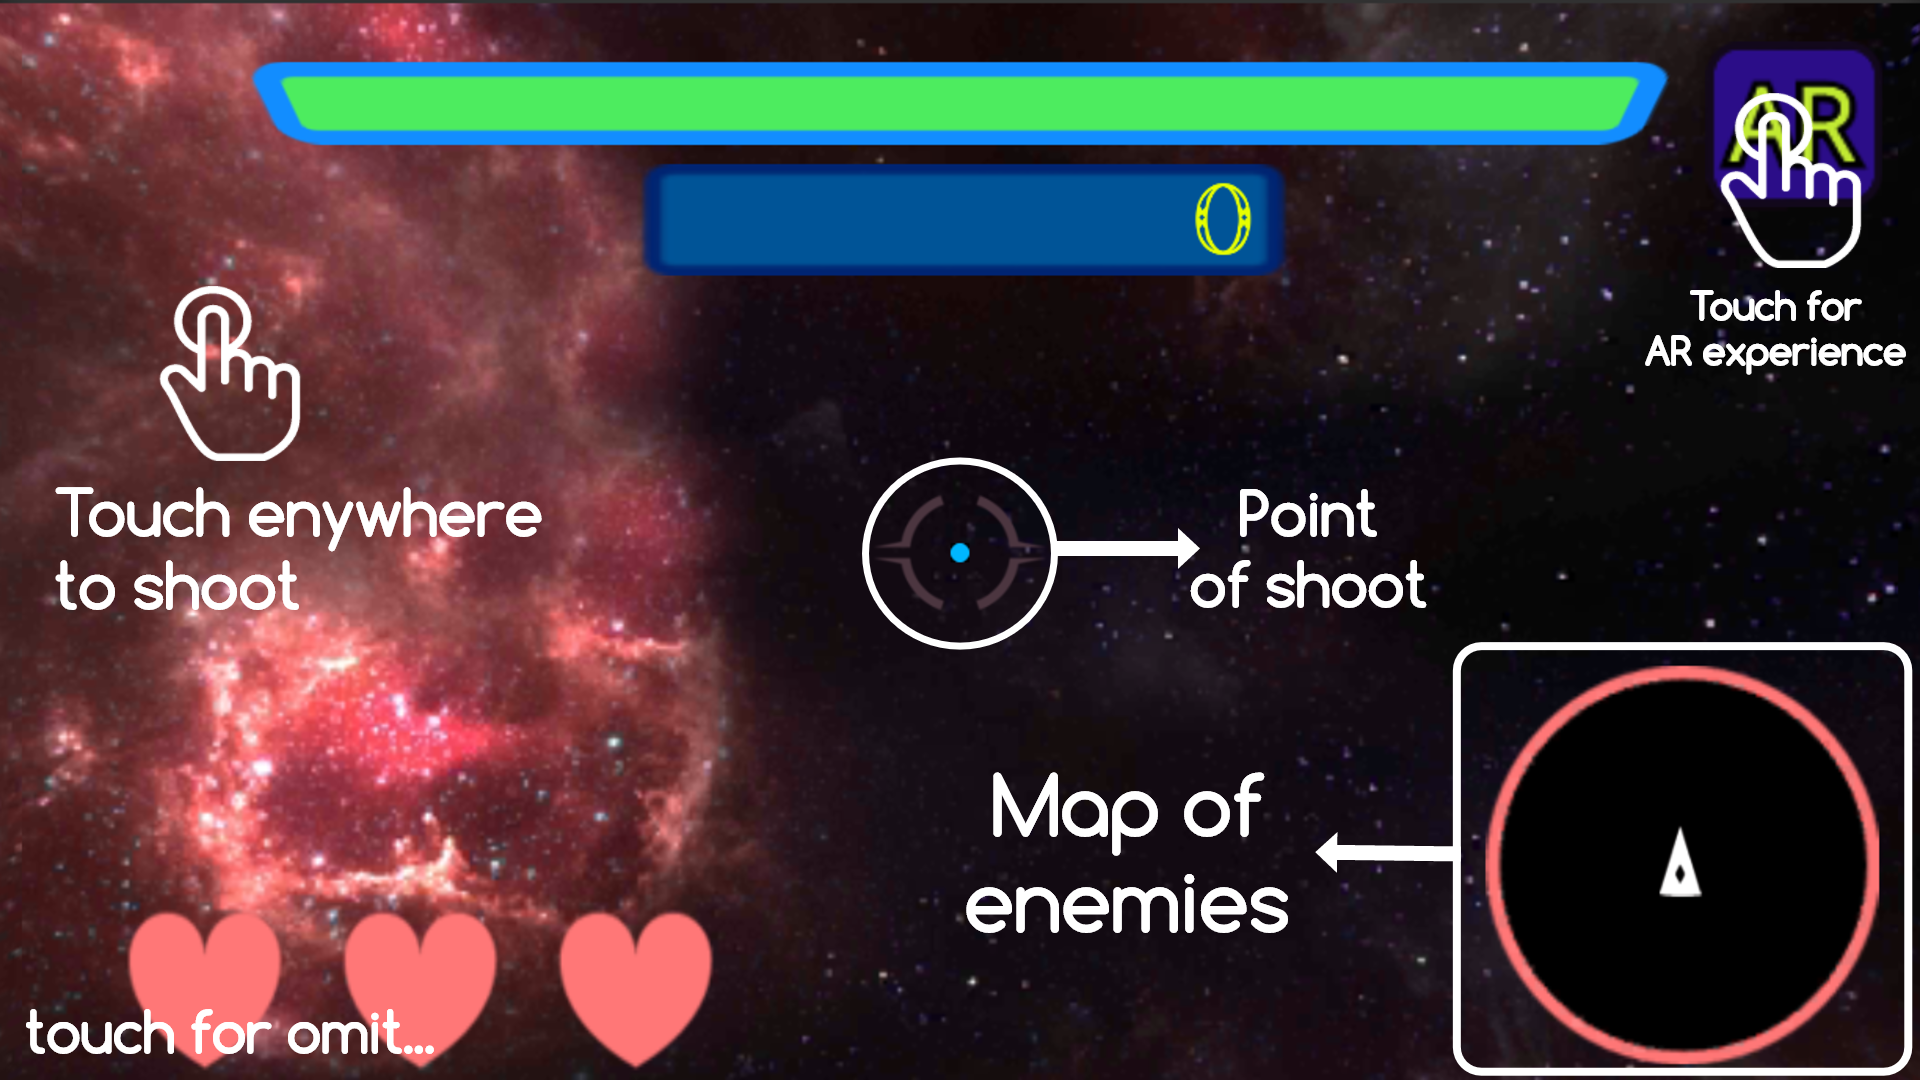 AR
0
Touch for
AR experience
Touch enywhere
to shoot
Point
of shoot
Map of
enemies
touch for omit...